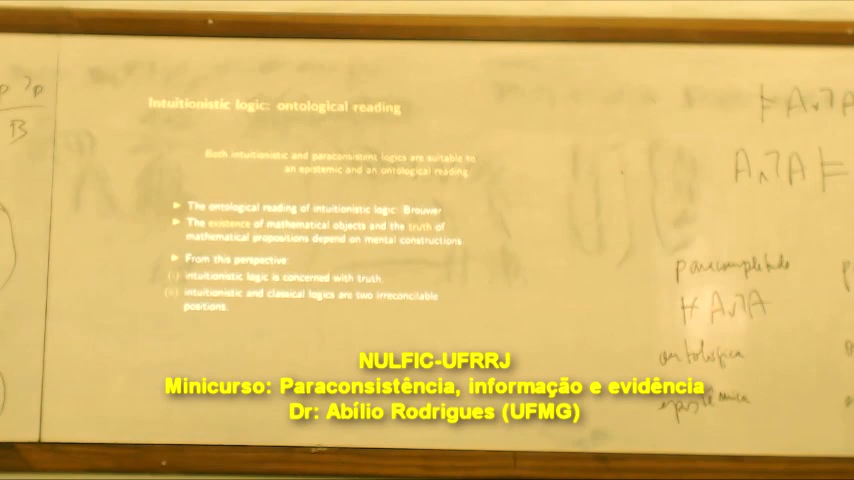 Intuitionistic logic: ontological reading
Both intuitionistic and paraconsistent logics are suitable to
an epistemic and an ontological reading.
► The ontological reading of intuitionistic logic: Brouwer
► The existence of mathematical objects and the truth of
mathematical propositions depend on mental constructions.
► From this perspective:
(i) intuitionistic logic is concerned with truth.
(ii) intuitionistic and classical logics are two irreconcilable
positions.
B
A∧¬A ⊨
ontológica
epistêmica
NULFIC-UFRRJ
Minicurso: Paraconsistência, informação e evidência
Dr: Abílio Rodrigues (UFMG)